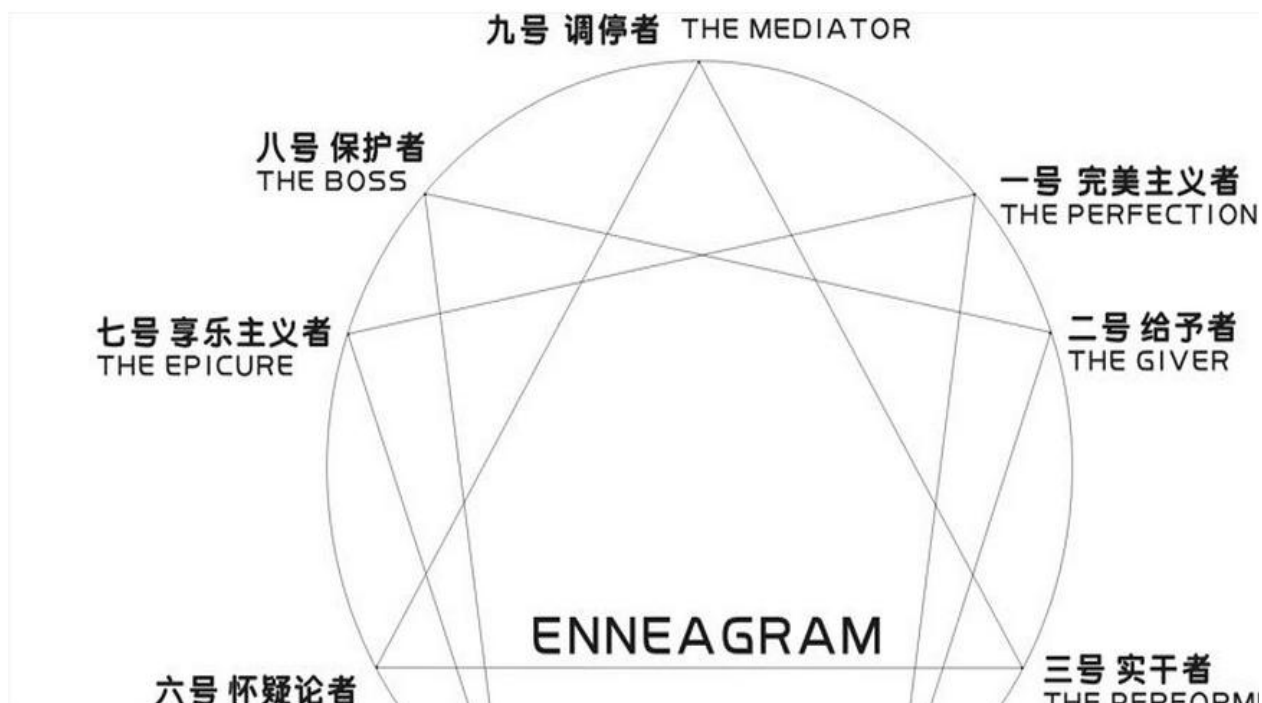 九号 调停者 THE MEDIATOR
八号 保护者
THE BOSS
一号 完美主义者
THE PERFECTION
七号 享乐主义者
THE EPICURE
二号 给予者
THE GIVER
ENNEAGRAM
六号 怀疑论者
三号 实干者
THE PERFORM